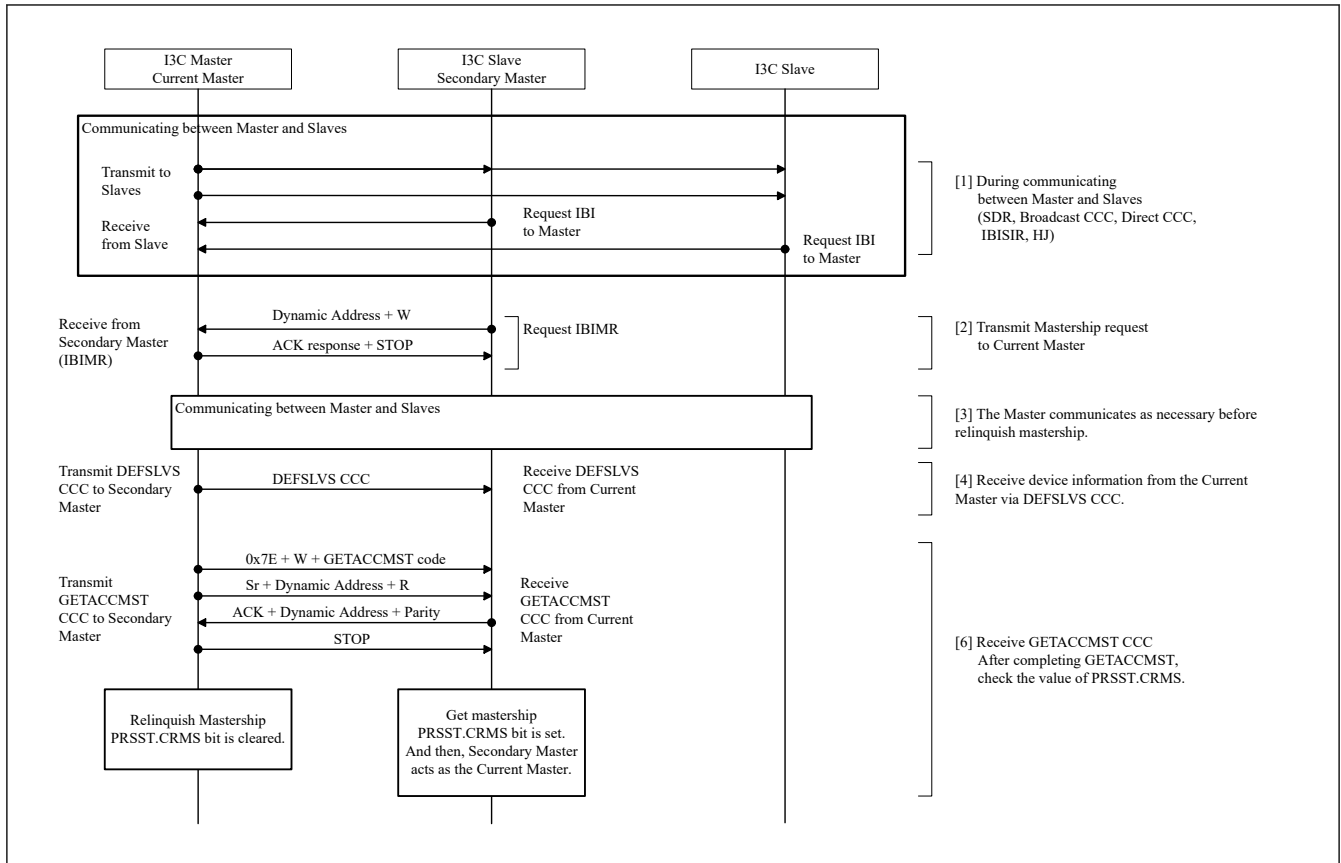 I3C Master
Current Master
I3C Slave
Secondary Master
I3C Slave
Communicating between Master and Slaves
Transmit to
Slaves
Receive
from Slave
Request IBI
to Master
Request IBI
to Master
[1] During communicating
between Master and Slaves
(SDR, Broadcast CCC, Direct CCC,
IBISIR, HJ)
Receive from
Secondary Master
(IBIMR)
Dynamic Address + W
ACK response + STOP
Request IBIMR
[2] Transmit Mastership request
to Current Master
Communicating between Master and Slaves
[3] The Master communicates as necessary before
relinquish mastership.
Transmit DEFSLVS
CCC to Secondary
Master
DEFSLVS CCC
Receive DEFSLVS
CCC from Current
Master
[4] Receive device information from the Current
Master via DEFSLVS CCC.
Transmit
GETACCMST
CCC to Secondary
Master
0x7E + W + GETACCMST code
Sr + Dynamic Address + R
ACK + Dynamic Address + Parity
STOP
Receive
GETACCMST
CCC from Current
Master
[6] Receive GETACCMST CCC
After completing GETACCMST,
check the value of PRSST.CRMS.
Relinquish Mastership
PRSST.CRMS bit is cleared.
Get mastership
PRSST.CRMS bit is set.
And then, Secondary Master
acts as the Current Master.